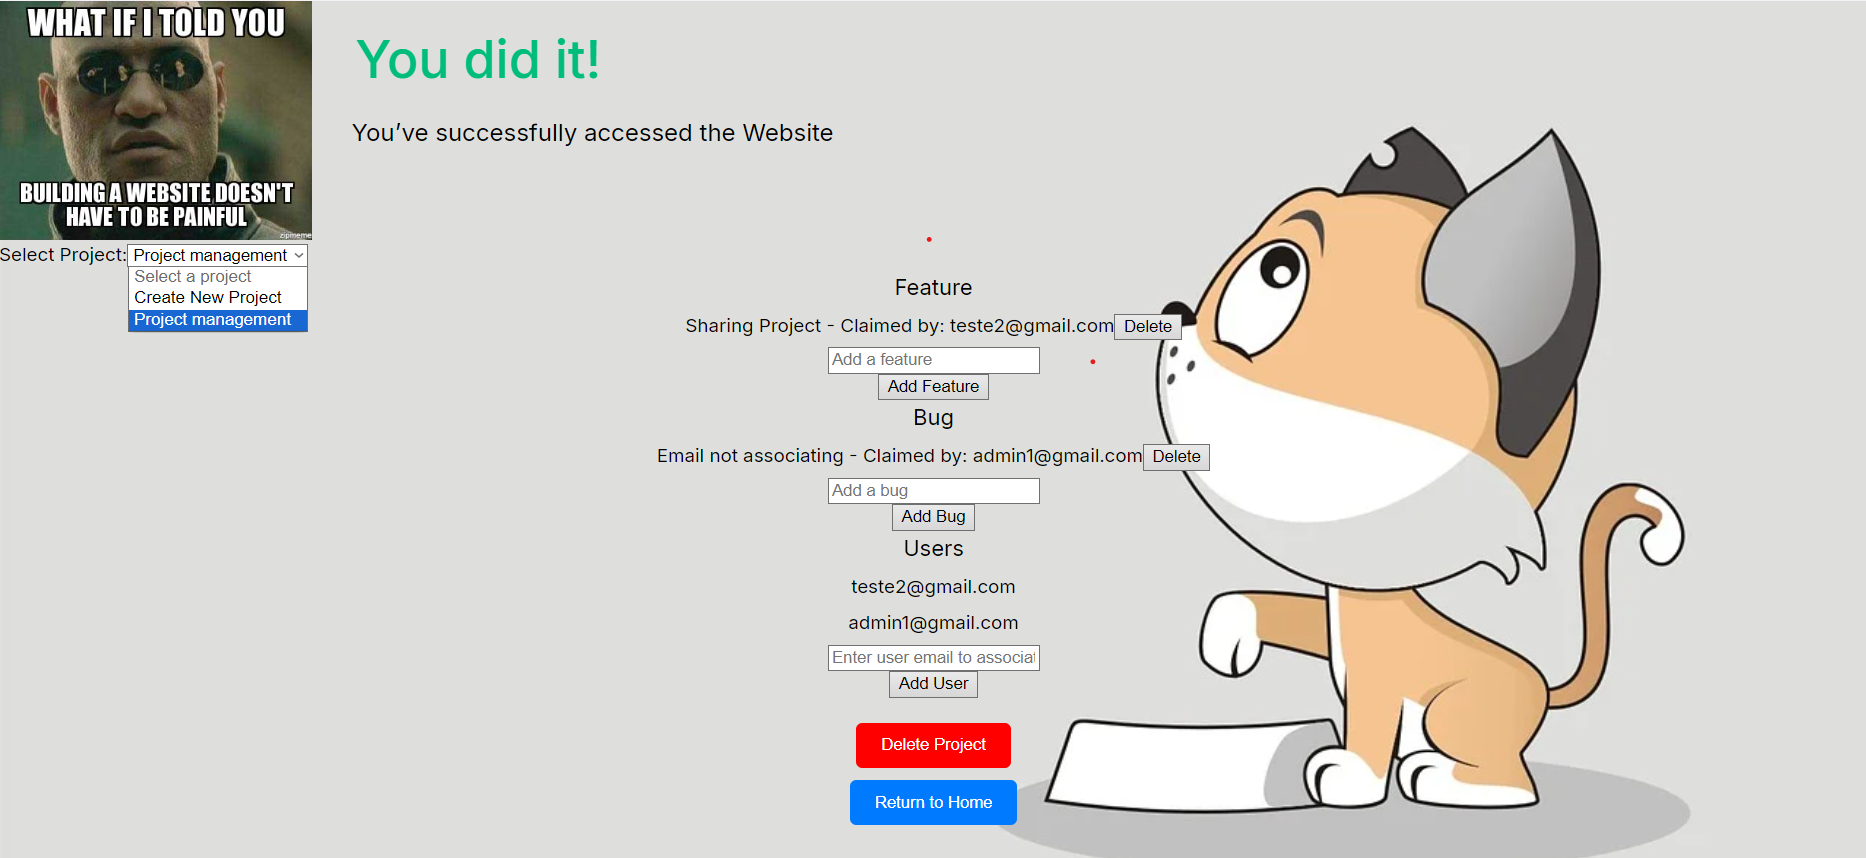 WHAT IF I TOLD YOU
BUILDING A WEBSITE DOESN'T
HAVE TO BE PAINFUL
zipmeme
You did it!
You’ve successfully accessed the Website
Select Project:
Project management
Select a project
Create New Project
Project management
Feature
Sharing Project - Claimed by: teste2@gmail.com Delete
Add a feature
Add Feature
Bug
Email not associating - Claimed by: admin1@gmail.com Delete
Add a bug
Add Bug
Users
teste2@gmail.com
admin1@gmail.com
Enter user email to associat
Add User
Delete Project
Return to Home